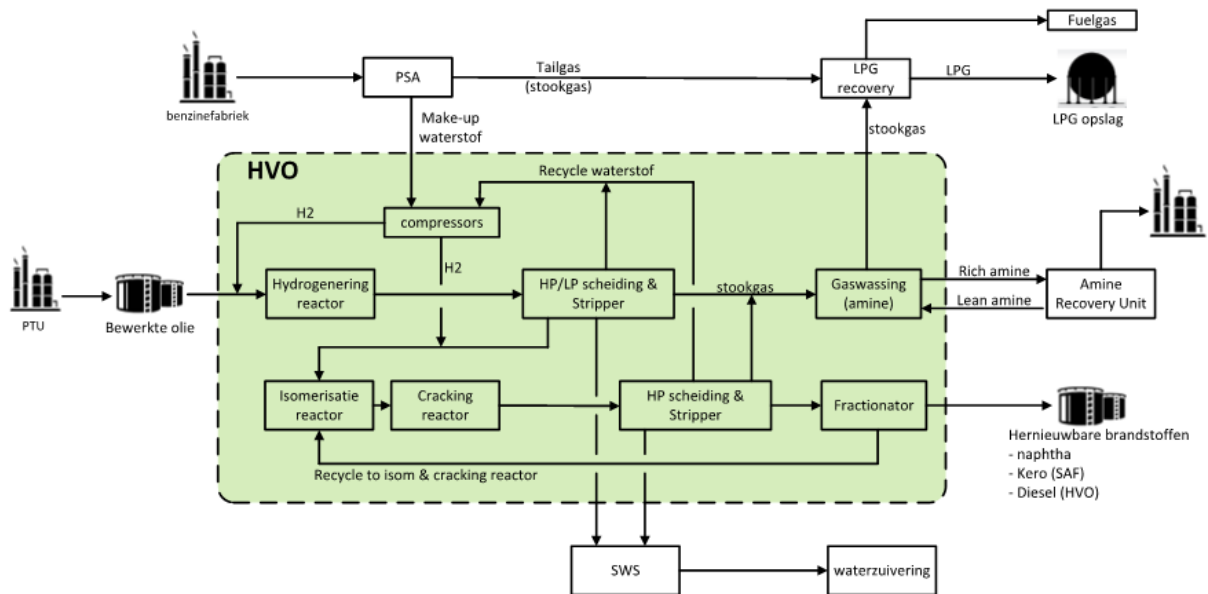 Fuelgas
PSA
Tailgas
(stookgas)
LPG
recovery
LPG
benzinefabriek
LPG opslag
Make-up
waterstof
stookgas
HVO
Recycle waterstof
H2
compressors
H2
Hydrogenering
reactor
HP/LP scheiding &
Stripper
stookgas
Gaswassing
(amine)
Rich amine
Lean amine
Amine
Recovery Unit
PTU
Bewerkte olie
Isomerisatie
reactor
Cracking
reactor
HP scheiding &
Stripper
Fractionator
Hernieuwbare brandstoffen
- naphtha
- Kero (SAF)
- Diesel (HVO)
Recycle to isom & cracking reactor
SWS
waterzuivering